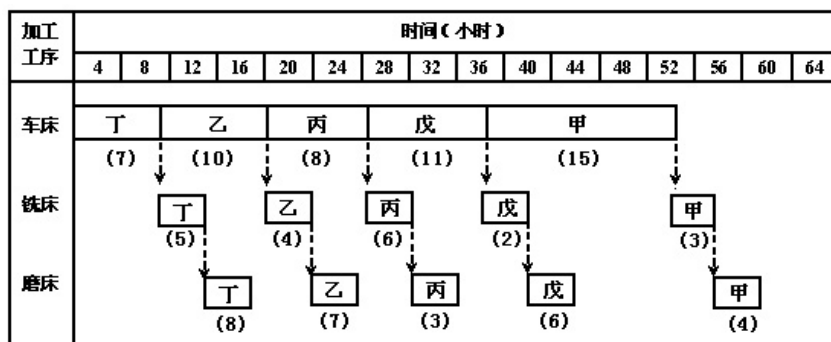 加工工序 时间(小时)
4 8 12 16 20 24 28 32 36 40 44 48 52 56 60 64
车床 丁 乙 丙 戊 甲
(7) (10) (8) (11) (15)
铣床 丁 乙 丙 戊 甲
(5) (4) (6) (2) (3)
磨床 丁 乙 丙 戊 甲
(8) (7) (3) (6) (4)